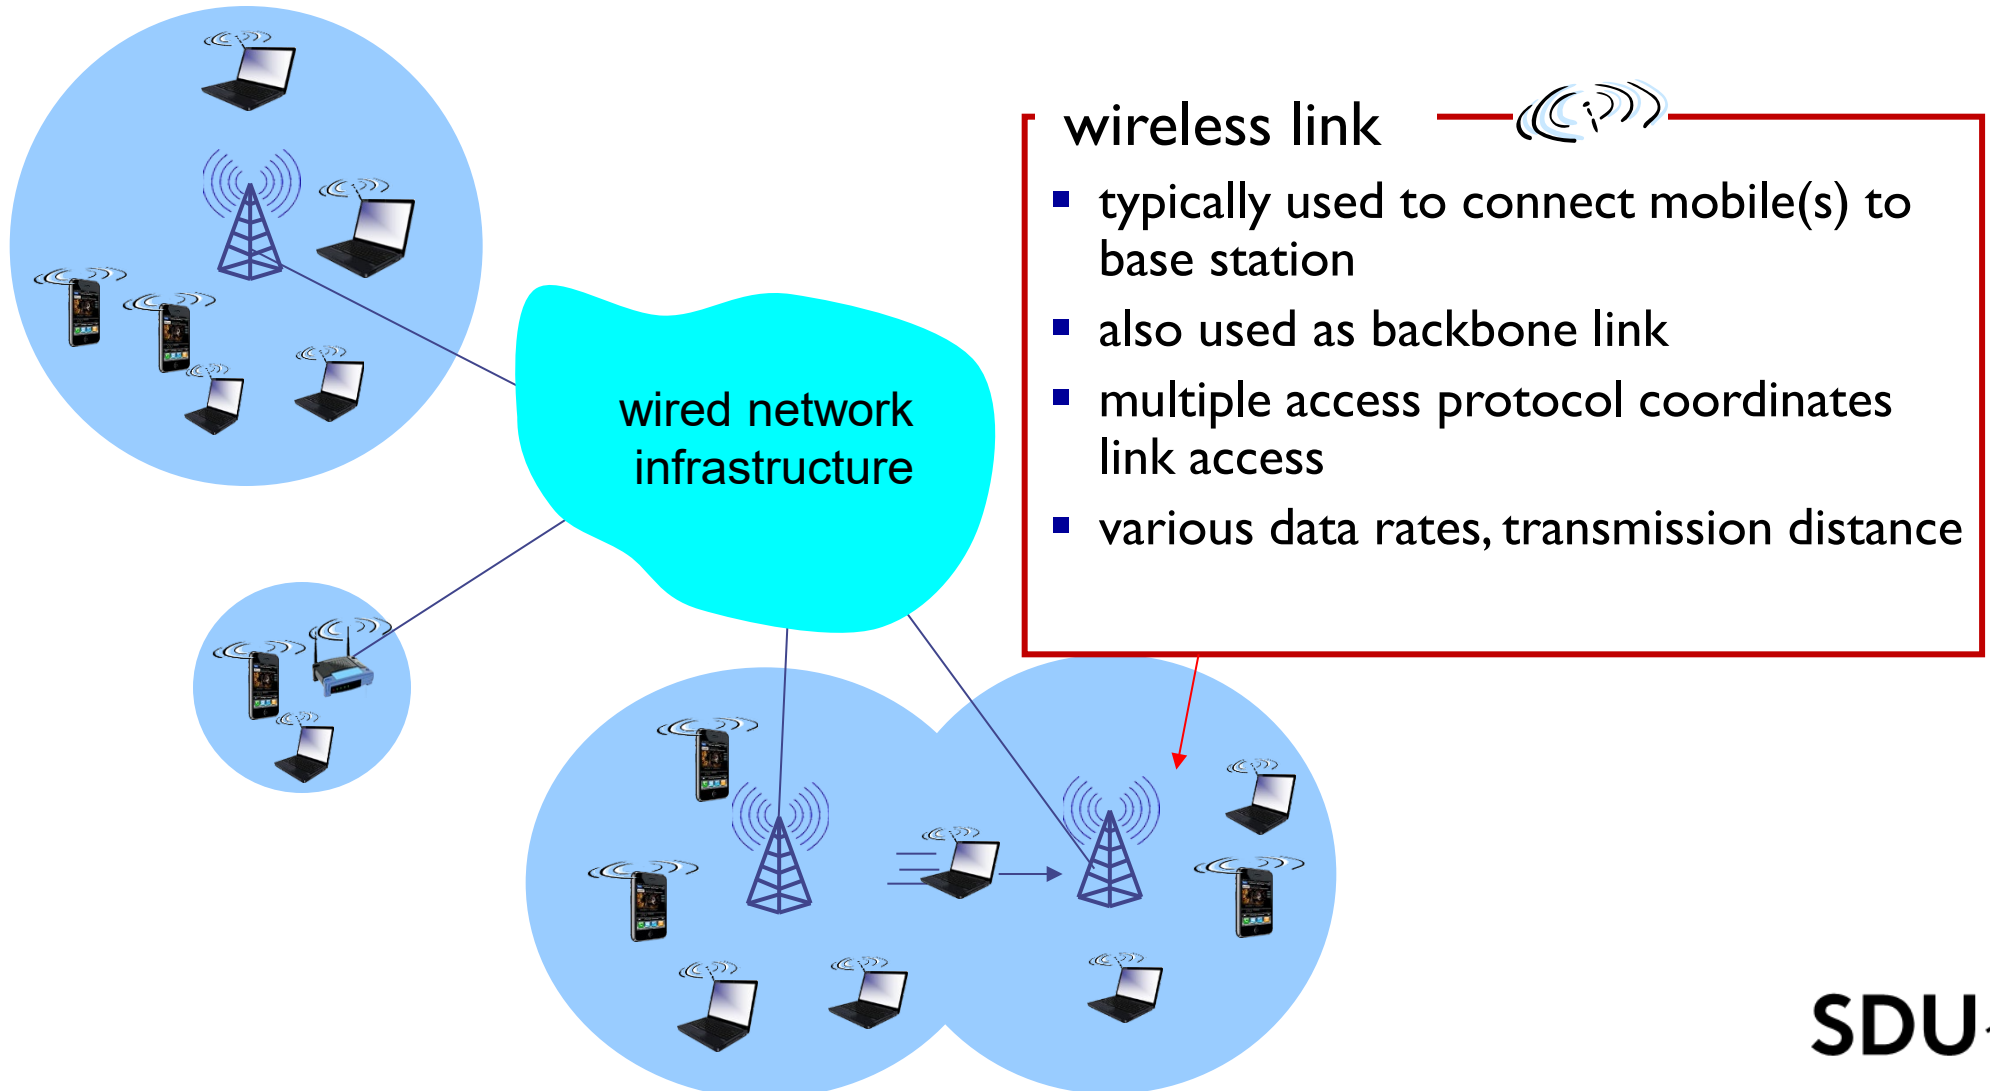 wireless link
typically used to connect mobile(s) to
base station
also used as backbone link
multiple access protocol coordinates
link access
various data rates, transmission distance
wired network
infrastructure
SDU